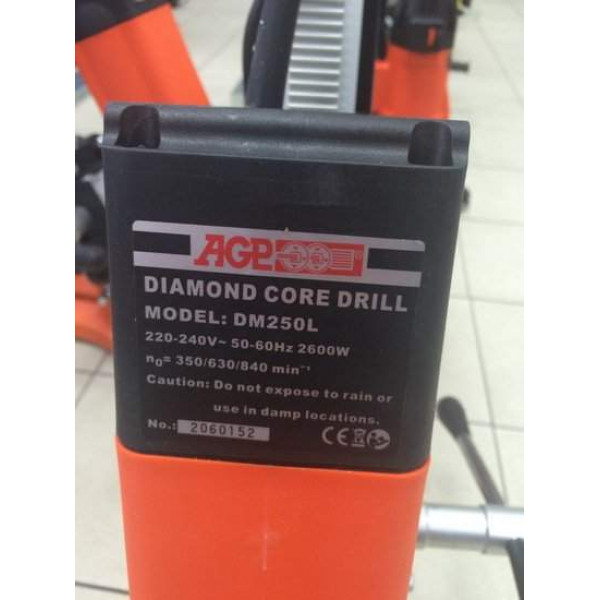 AGP
DIAMOND CORE DRILL
MODEL: DM250L
220-240V~ 50-60Hz 2600W
n₀= 350/630/840 min⁻¹
Caution: Do not expose to rain or
use in damp locations.
No.: 2060152 CE